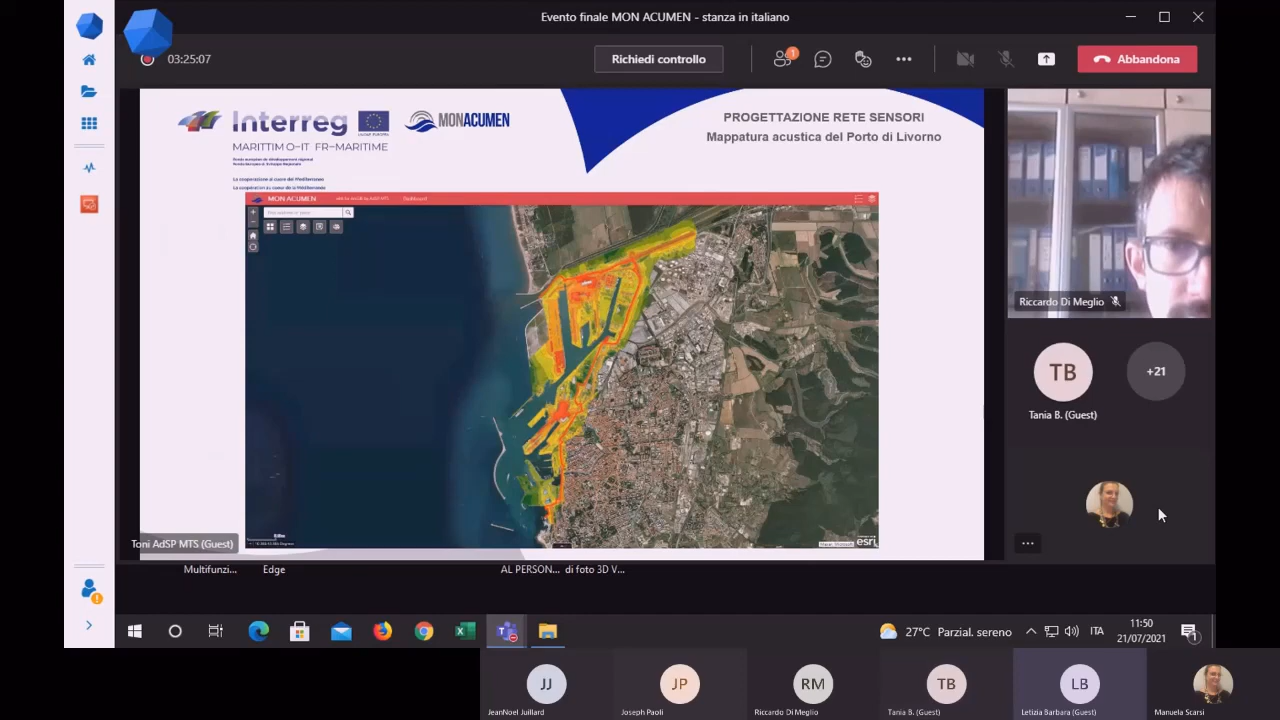 Evento finale MON ACUMEN - stanza in italiano
03:25:07
Richiedi controllo
1
Abbandona
Interreg
MARITTIMO-IT FR-MARITIME
MONACUMEN
PROGETTAZIONE RETE SENSORI
Mappatura acustica del Porto di Livorno
La cooperazione al cuore del Mediterraneo
La coopération au coeur de la Méditerranée
MON ACUMEN
Dashboard
esri
Toni AdSP MTS (Guest)
Riccardo Di Meglio
TB
+21
Tania B. (Guest)
Multifunzi...
Edge
AL PERSON...
di foto 3D V...
27°C Parzial. sereno
ITA
11:50
21/07/2021
1
JJ
JP
RM
TB
LB
JeanNoel Juillard
Joseph Paoli
Riccardo Di Meglio
Tania B. (Guest)
Letizia Barbara (Guest)
Manuela Scarsi